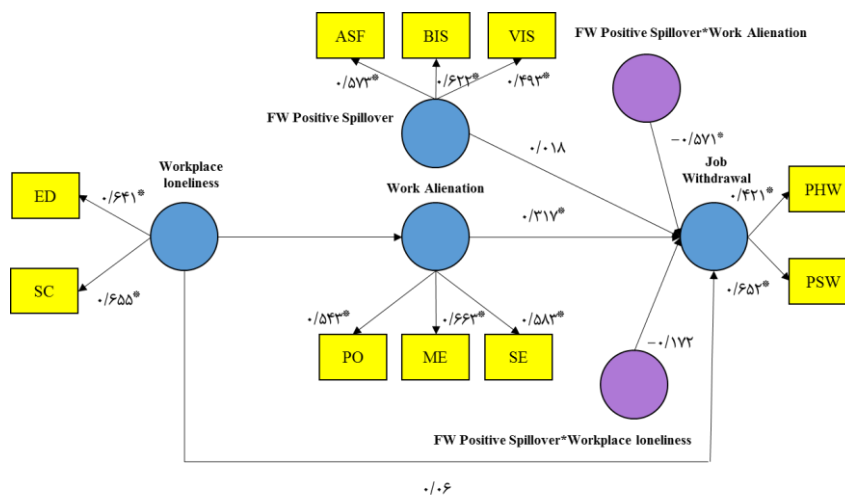 ASF
BIS
VIS
FW Positive Spillover*Work Alienation
۰/۵۷۳*
۰/۶۲۲*
۰/۴۹۳*
FW Positive Spillover
۰/۰۱۸
−۰/۵۷۱*
Workplace
loneliness
Work Alienation
Job
Withdrawal
ED
۰/۶۴۱*
۰/۳۱۷*
۰/۴۲۱*
PHW
SC
۰/۶۵۵*
۰/۶۵۲*
PSW
۰/۵۴۳*
۰/۶۶۳*
۰/۵۸۳*
PO
ME
SE
−۰/۱۷۲
FW Positive Spillover*Workplace loneliness
۰/۰۶